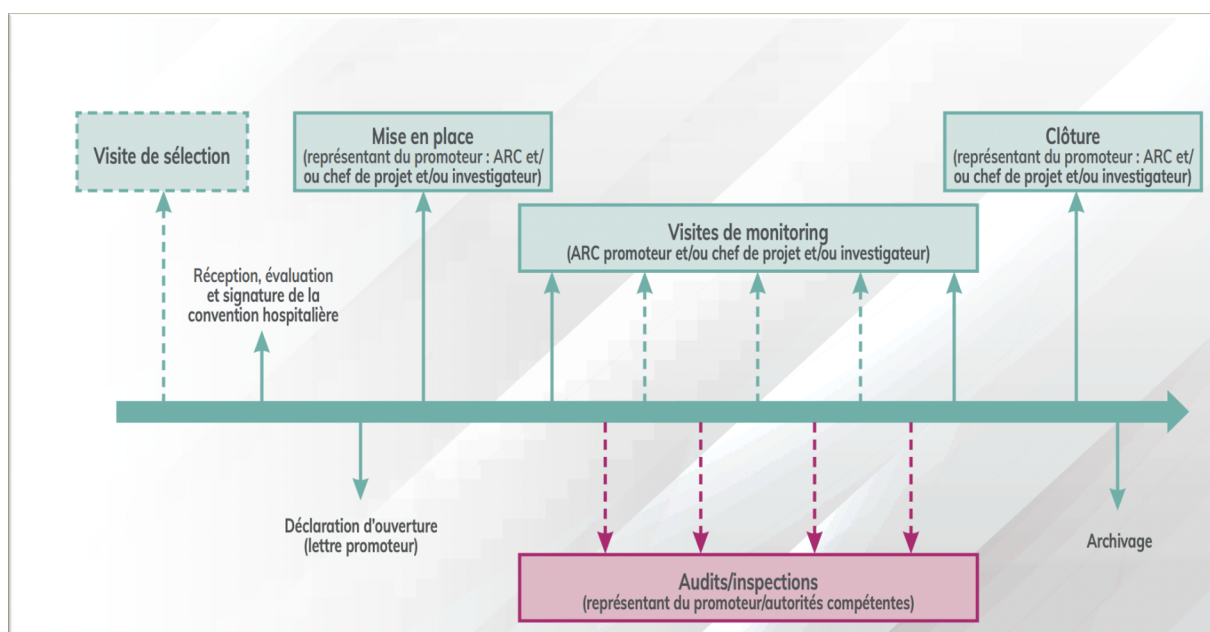 Visite de sélection
Mise en place
(représentant du promoteur : ARC et/
ou chef de projet et/ou investigateur)
Clôture
(représentant du promoteur : ARC et/
ou chef de projet et/ou investigateur)
Visites de monitoring
(ARC promoteur et/ou chef de projet et/ou investigateur)
Réception, évaluation
et signature de la
convention hospitalière
Déclaration d'ouverture
(lettre promoteur)
Archivage
Audits/inspections
(représentant du promoteur/autorités compétentes)